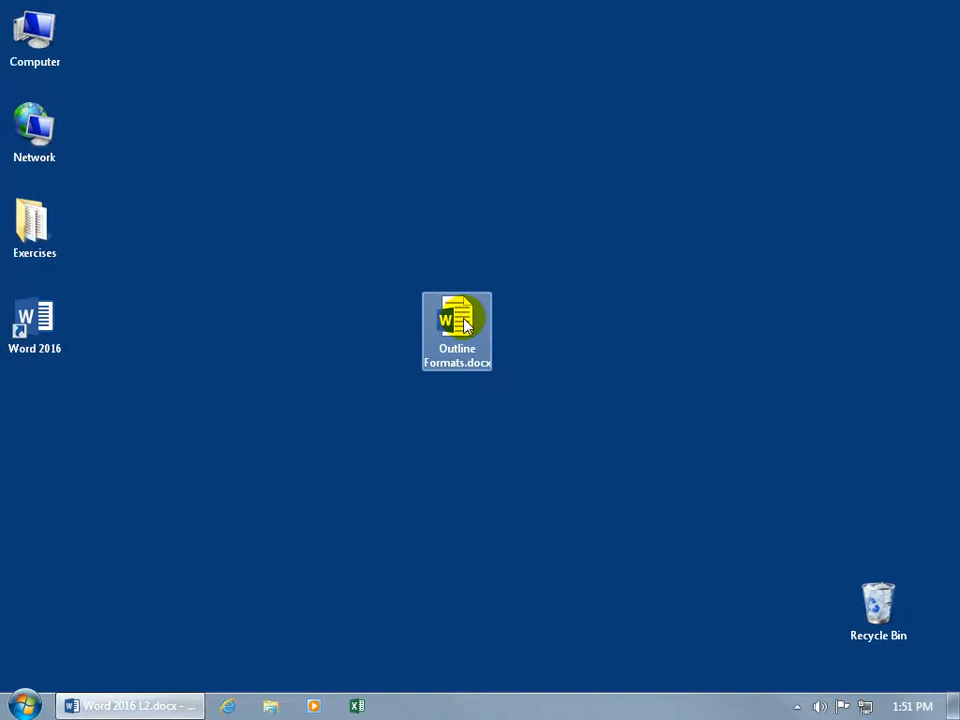 Computer
Network
Exercises
Word 2016
W
W
Outline
Formats.docx
Recycle Bin
Word 2016 L2.docx - ...
1:51 PM